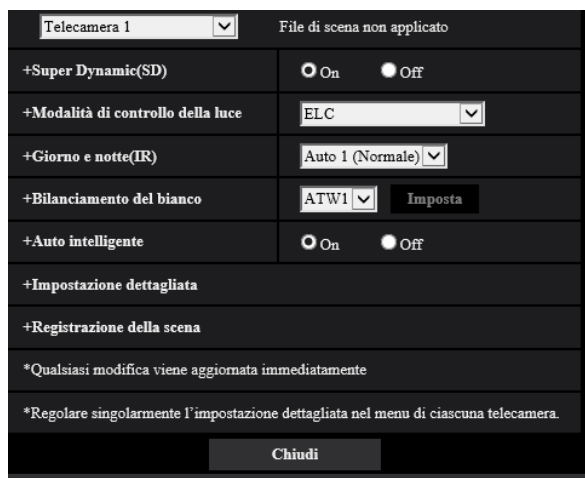 Telecamera 1 File di scena non applicato
+Super Dynamic(SD) On Off
+Modalità di controllo della luce ELC
+Giorno e notte(IR) Auto 1 (Normale)
+Bilanciamento del bianco ATW1 Imposta
+Auto intelligente On Off
+Impostazione dettagliata
+Registrazione della scena
*Qualsiasi modifica viene aggiornata immediatamente
*Regolare singolarmente l'impostazione dettagliata nel menu di ciascuna telecamera.
Chiudi